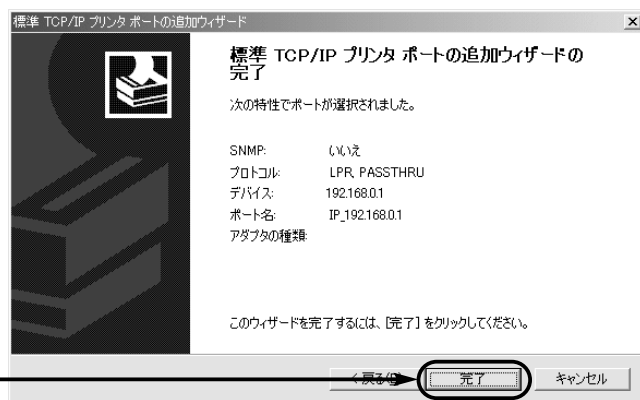 標準 TCP/IP プリンタ ポートの追加ウィザード
標準 TCP/IP プリンタ ポートの追加ウィザードの
完了
次の特性でポートが選択されました。
SNMP: いいえ
プロトコル: LPR, PASSTHRU
デバイス: 192.168.0.1
ポート名: IP_192.168.0.1
アダプタの種類:
このウィザードを完了するには、[完了] をクリックしてください。
< 戻る(B) 完了 キャンセル